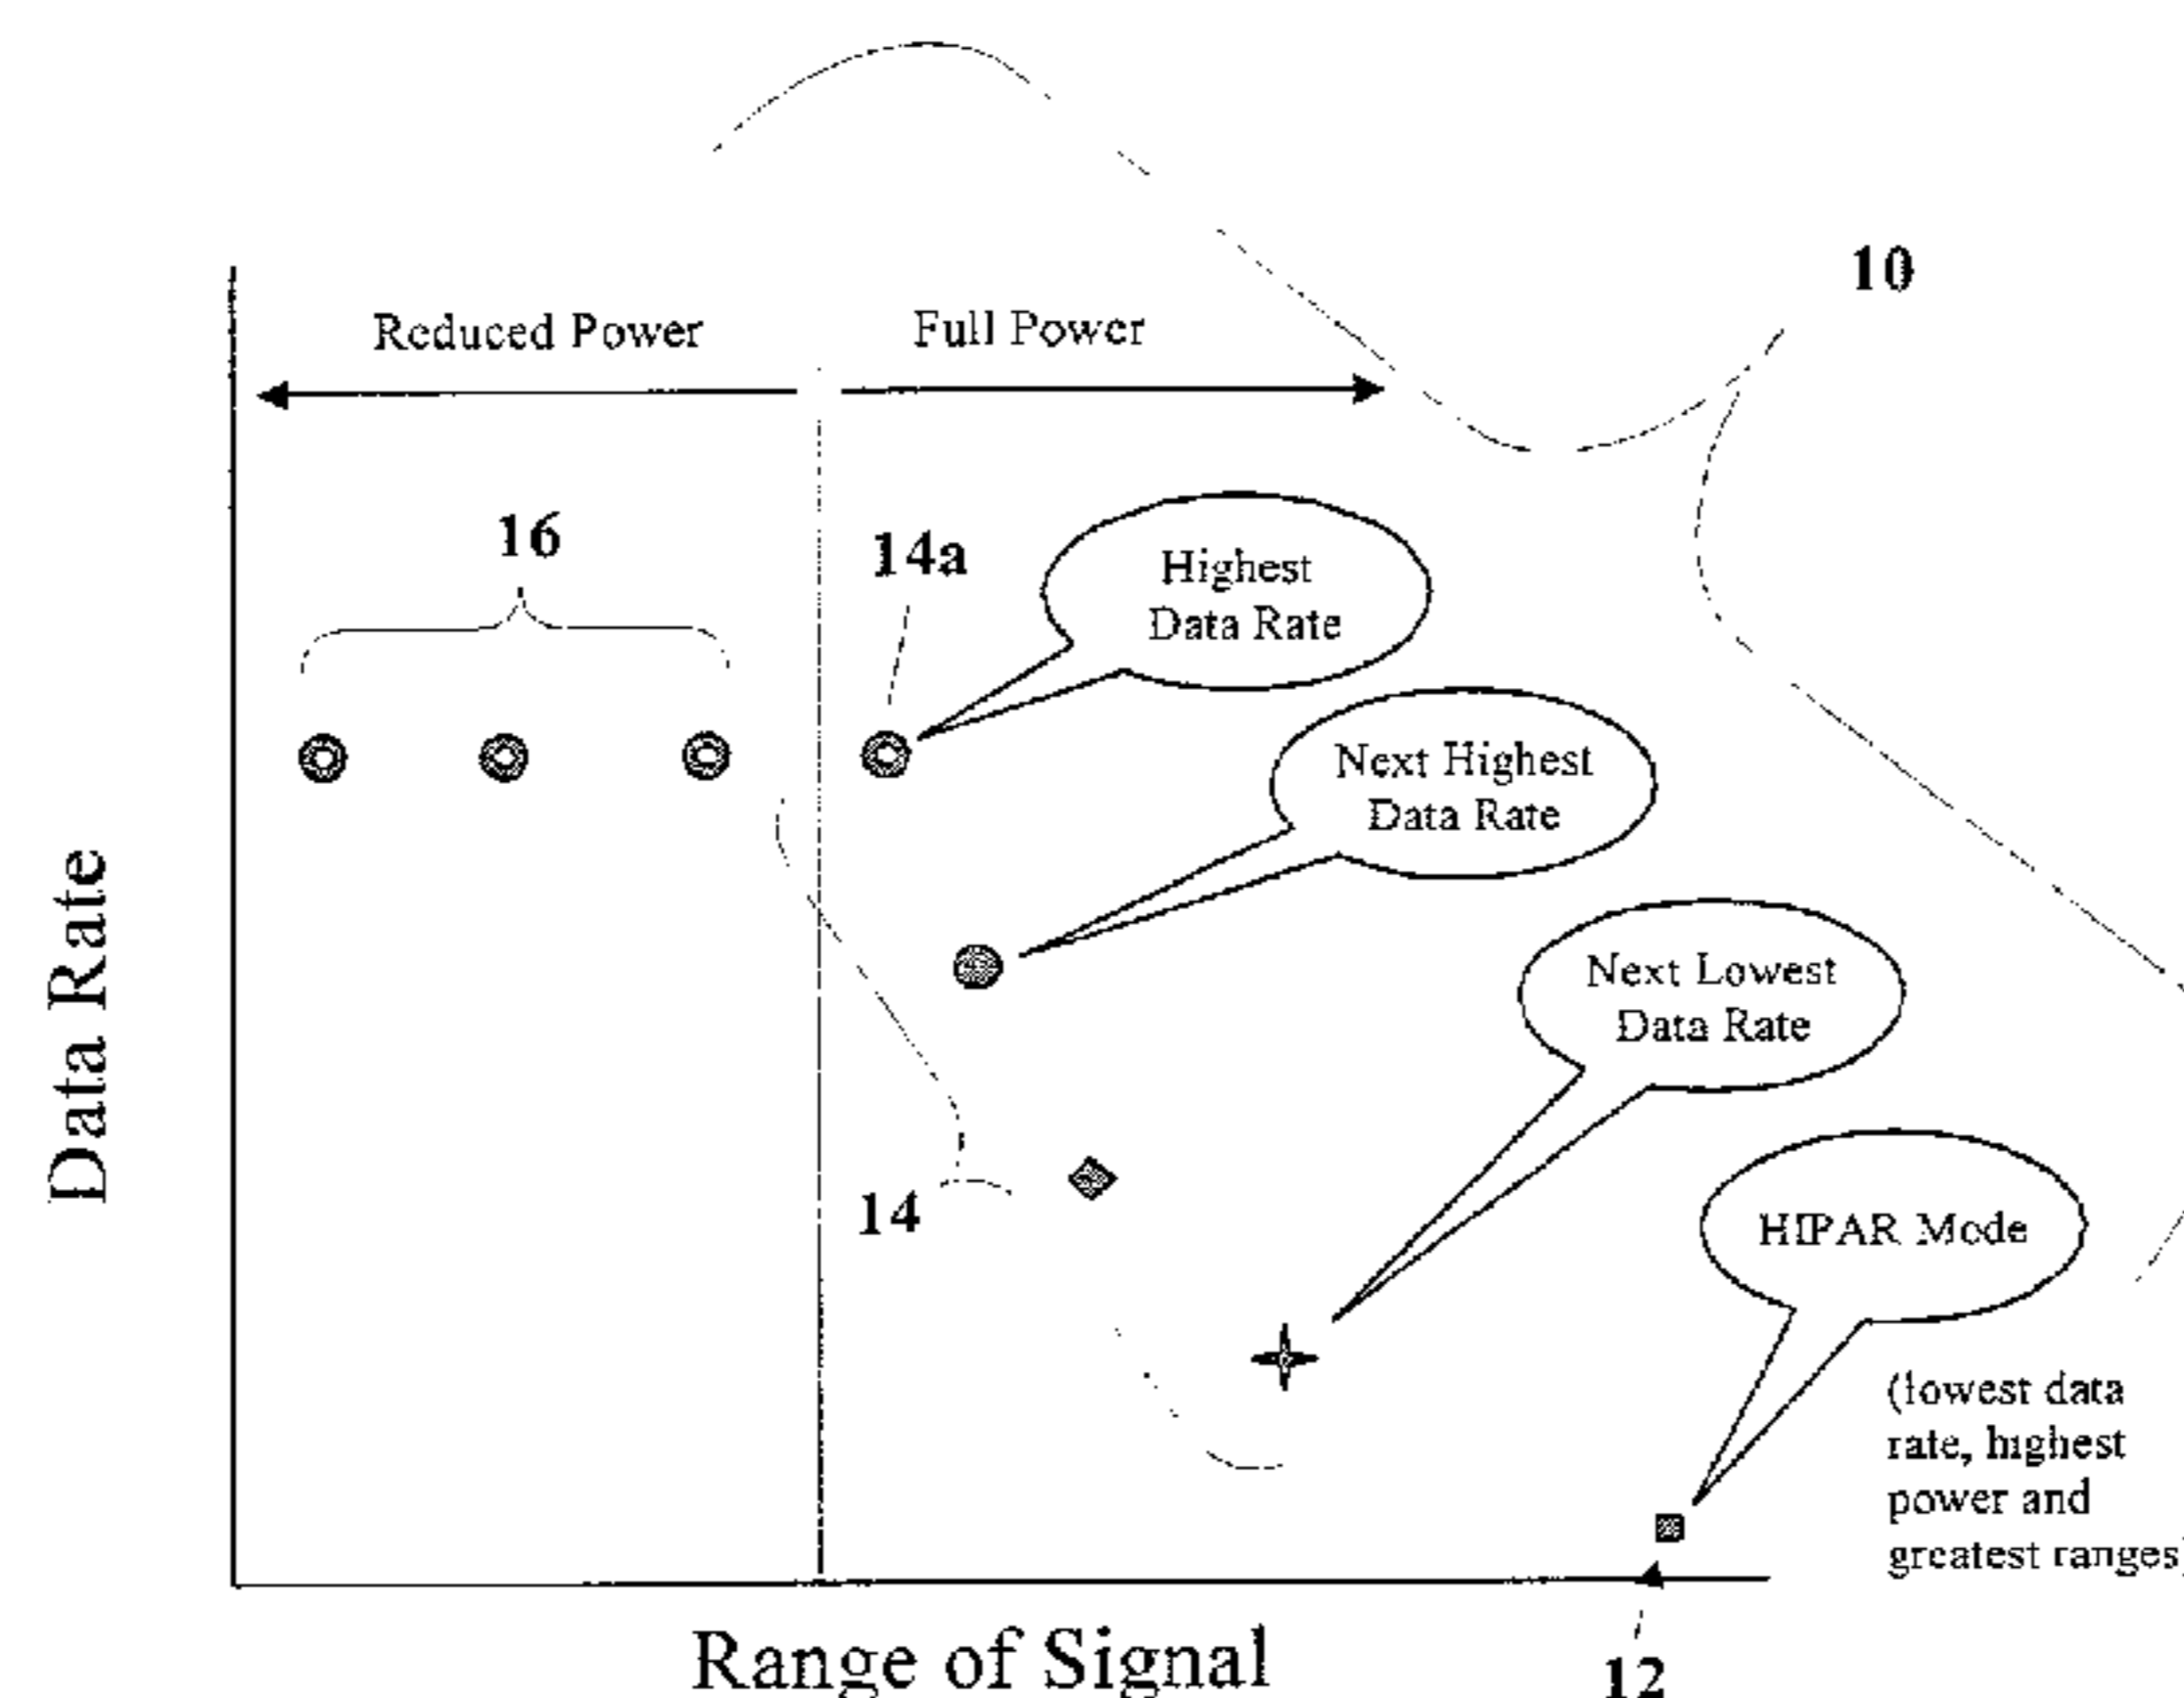 10
Reduced Power
Full Power
16
14a
Highest
Data Rate
Next Highest
Data Rate
Next Lowest
Data Rate
14
HIPAR Mode
(lowest data
rate, highest
power and
greatest ranges)
Data Rate
Range of Signal
12